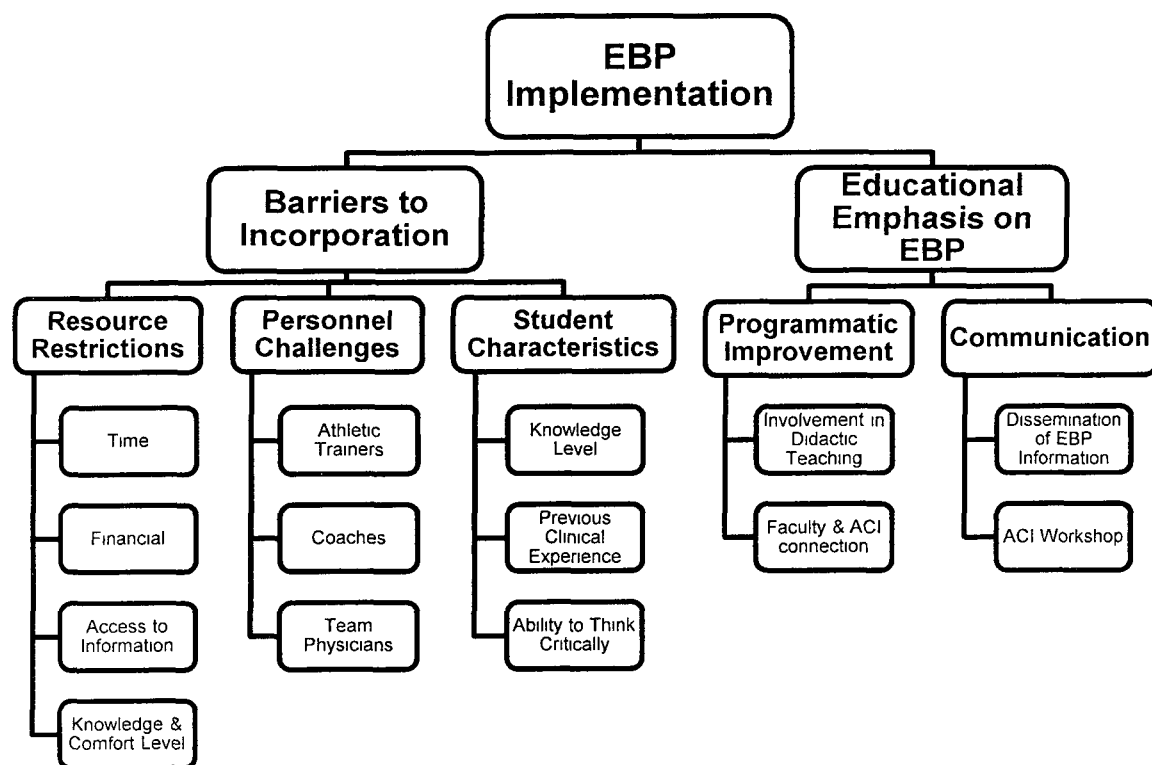 EBP
Implementation
Barriers to
Incorporation
Educational
Emphasis on
EBP
Resource
Restrictions
Personnel
Challenges
Student
Characteristics
Programmatic
Improvement
Communication
Time
Financial
Access to
Information
Knowledge &
Comfort Level
Athletic
Trainers
Coaches
Team
Physicians
Knowledge
Level
Previous
Clinical
Experience
Ability to Think
Critically
Involvement in
Didactic
Teaching
Faculty & ACI
connection
Dissemination
of EBP
Information
ACI Workshop